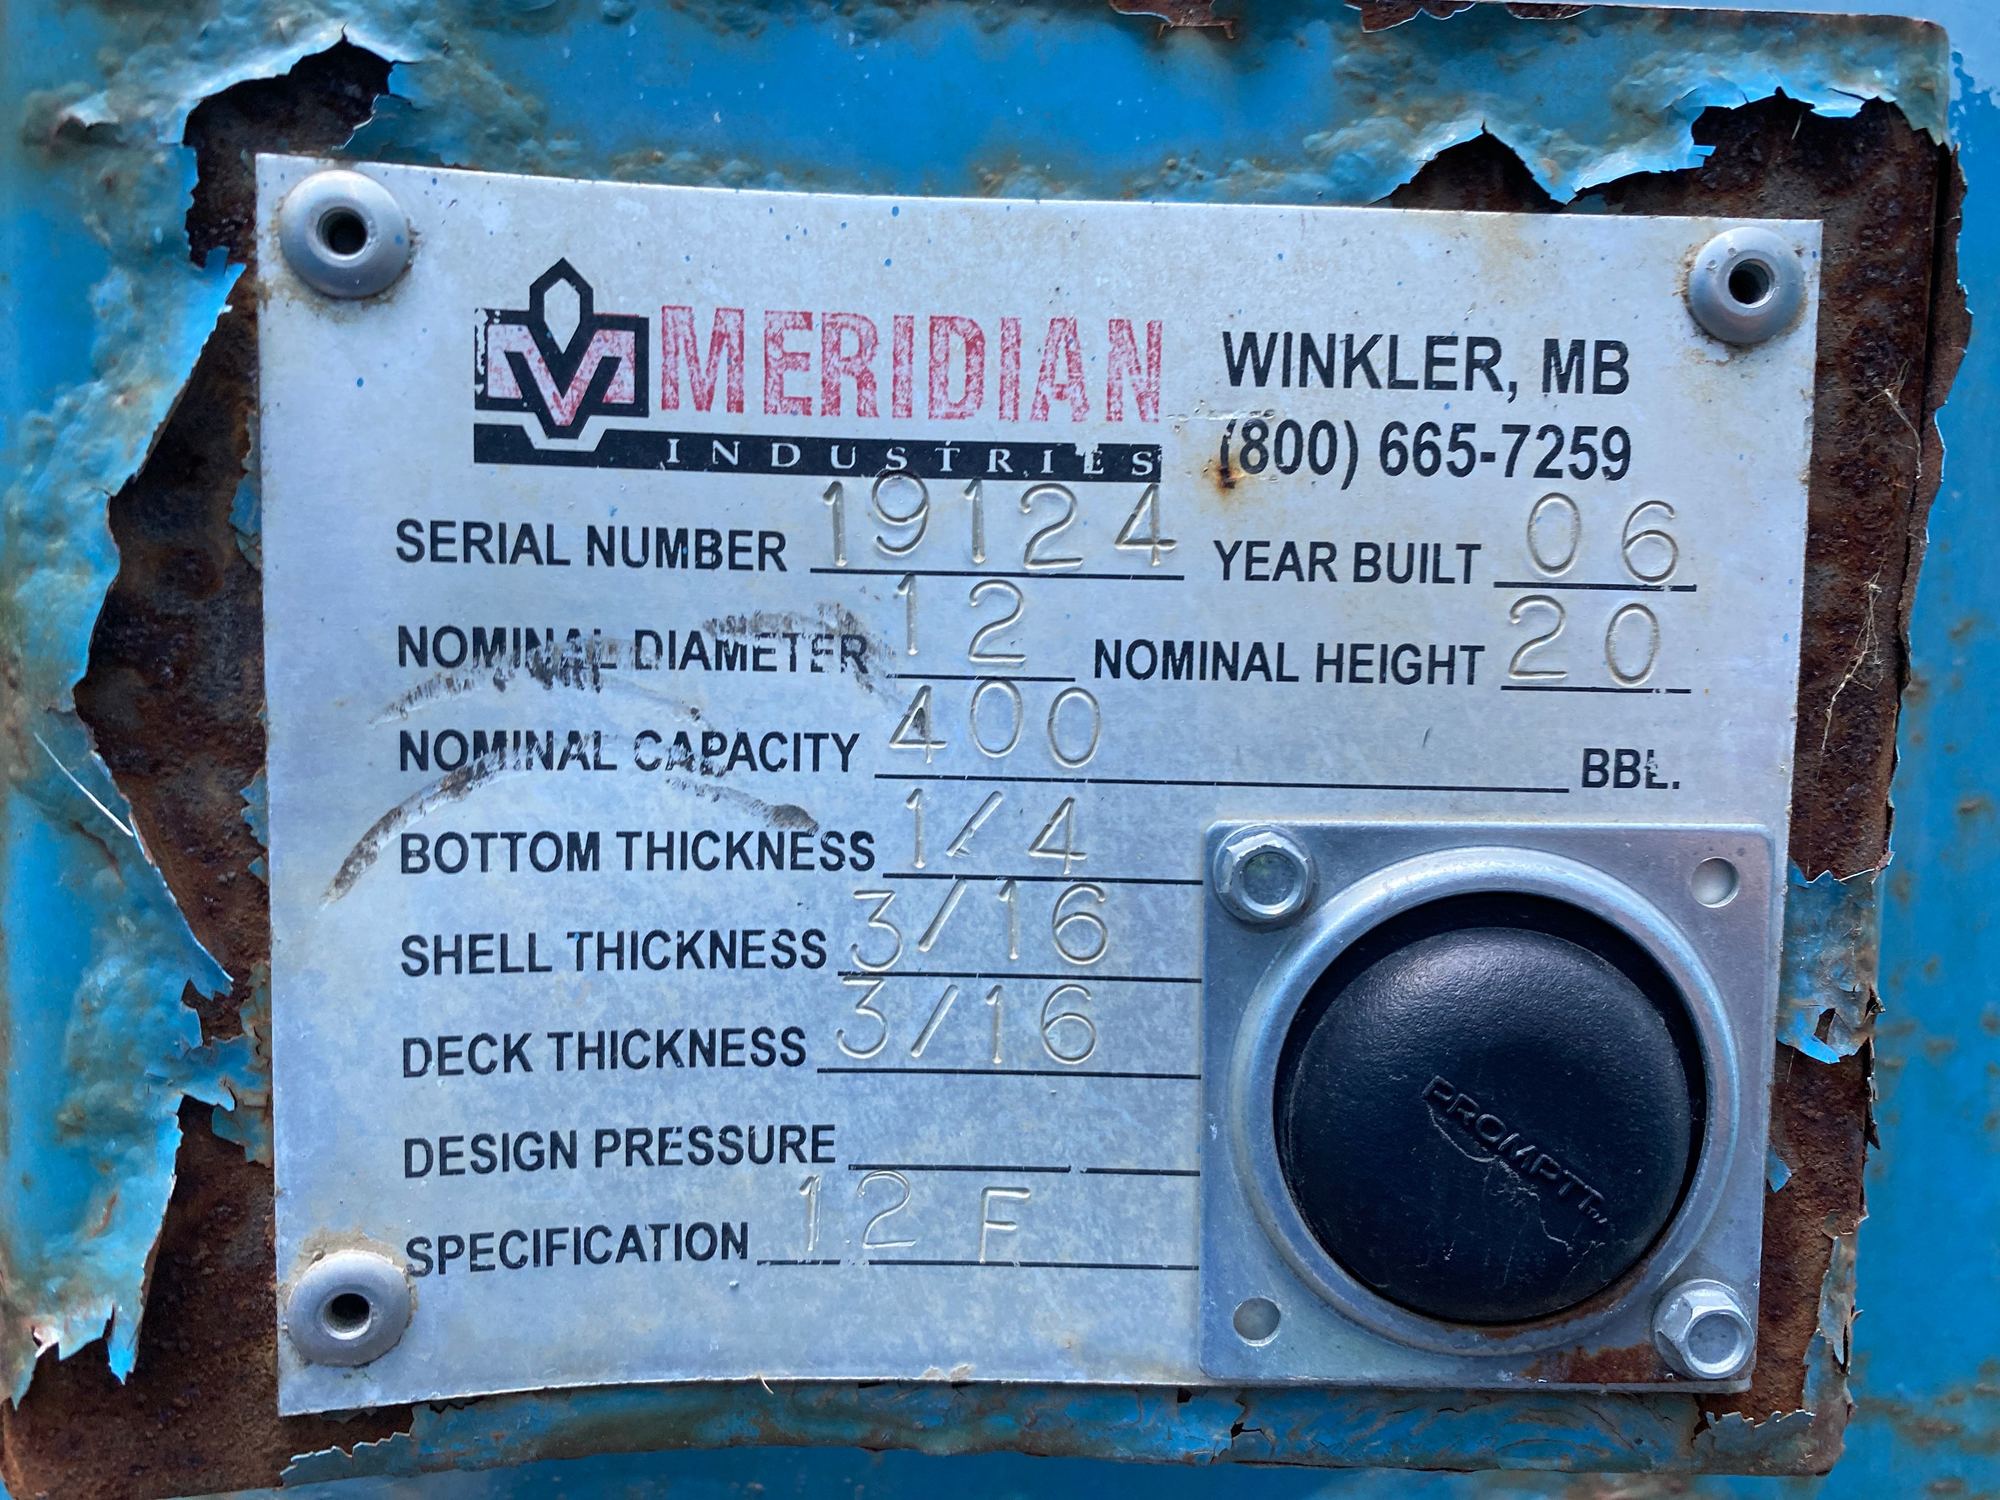 MERIDIAN
INDUSTRIES
WINKLER, MB
(800) 665-7259
SERIAL NUMBER 19124 YEAR BUILT 06
NOMINAL DIAMETER 12 NOMINAL HEIGHT 20
NOMINAL CAPACITY 400 BBL.
BOTTOM THICKNESS 1/4
SHELL THICKNESS 3/16
DECK THICKNESS 3/16
DESIGN PRESSURE
SPECIFICATION 12 F
PROMPTT™